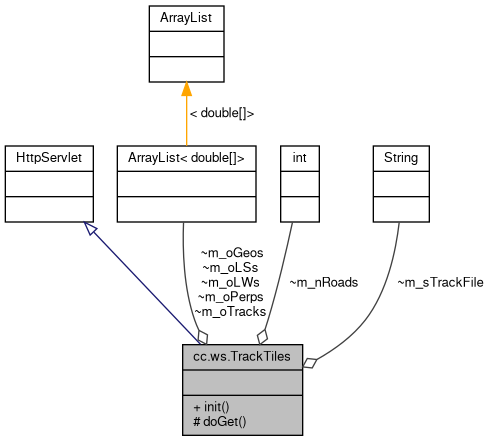 ArrayList
< double[]>
HttpServlet
ArrayList< double[]>
int
String
~m_oGeos
~m_oLSs
~m_oLWs
~m_oPerps
~m_oTracks
~m_nRoads
~m_sTrackFile
cc.ws.TrackTiles
+ init()
# doGet()